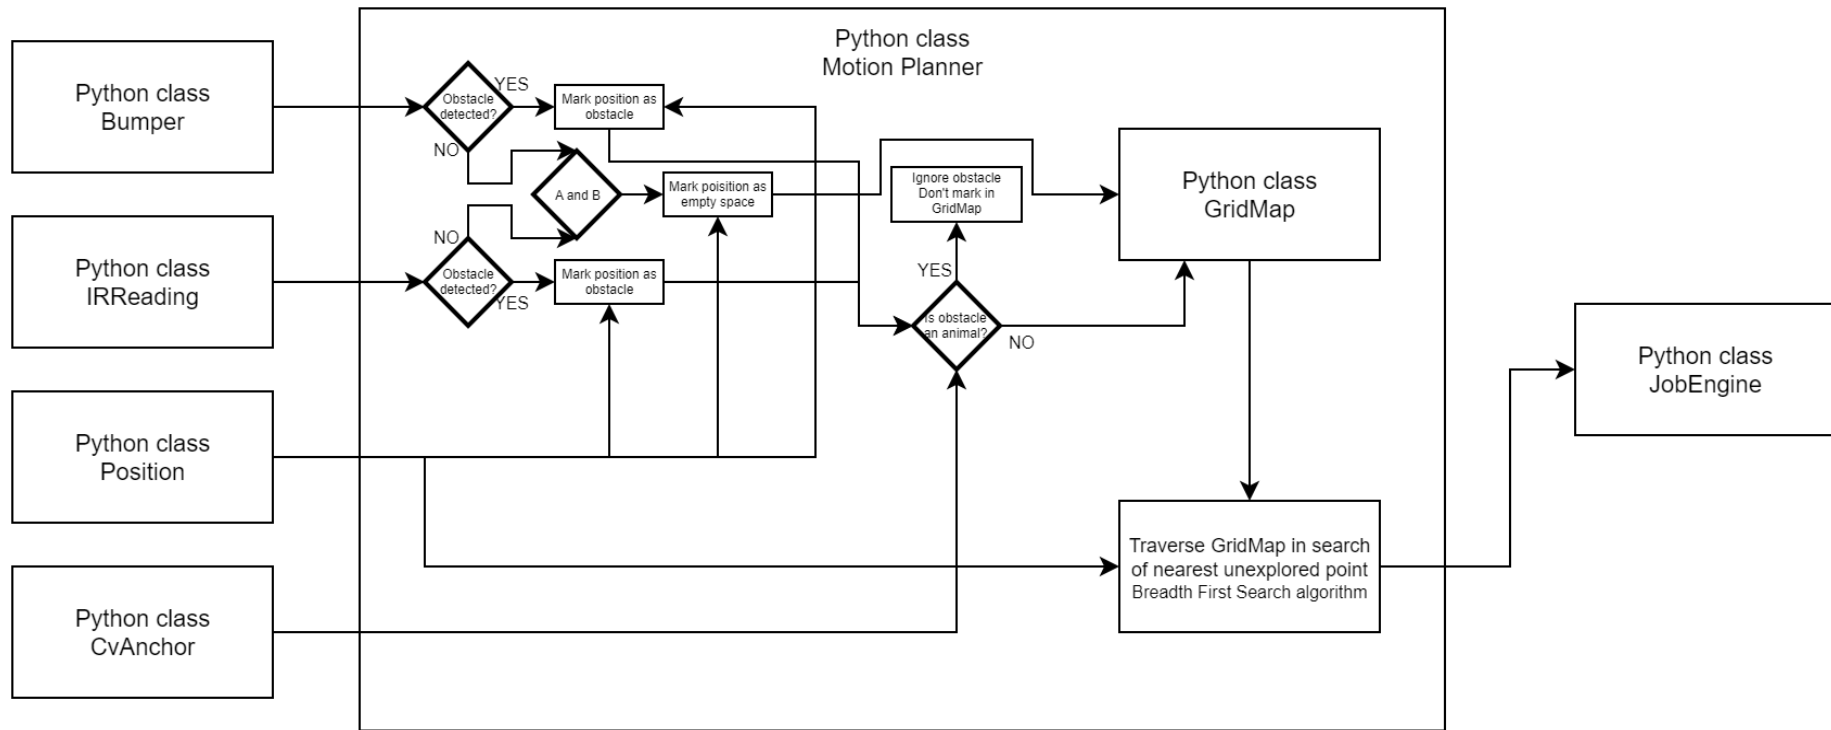 Python class
Motion Planner
Python class
Bumper
Obstacle
detected?
YES
NO
Mark position as
obstacle
A and B
Mark poisition as
empty space
Ignore obstacle
Don't mark in
GridMap
Python class
GridMap
Python class
IRReading
NO
Obstacle
detected?
YES
Mark position as
obstacle
YES
Is obstacle
an animal?
NO
Python class
JobEngine
Python class
Position
Traverse GridMap in search
of nearest unexplored point
Breadth First Search algorithm
Python class
CvAnchor